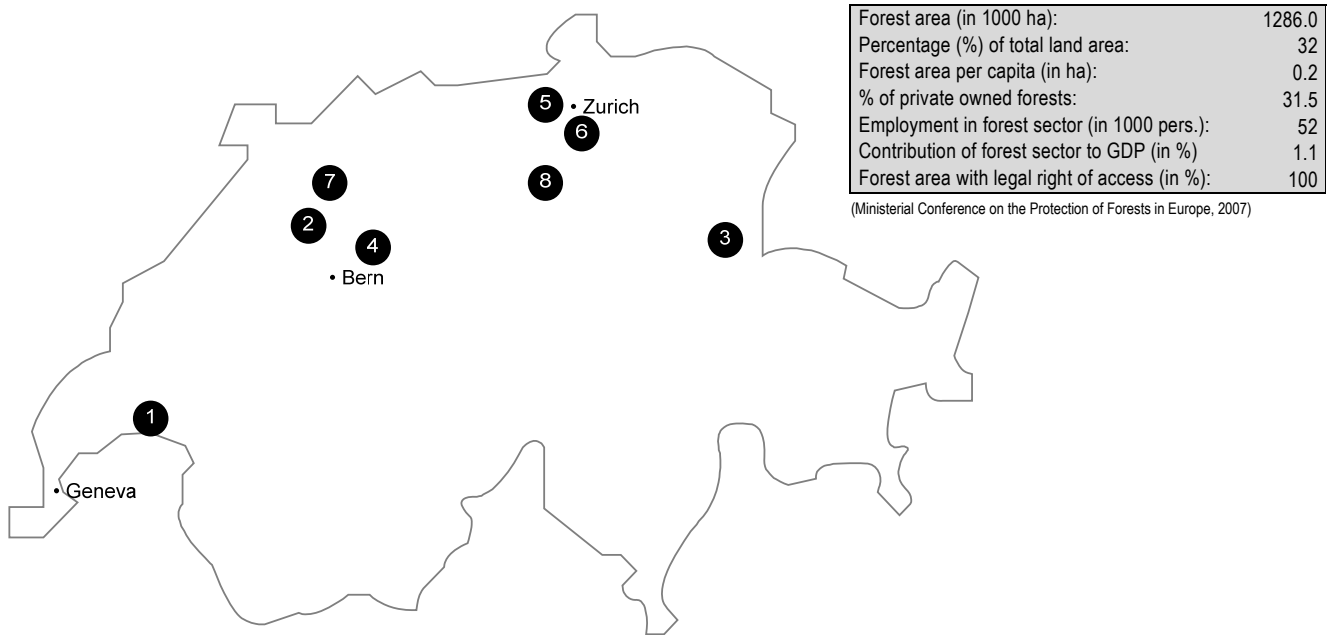 Forest area (in 1000 ha): 1286.0
Percentage (%) of total land area: 32
Forest area per capita (in ha): 0.2
% of private owned forests: 31.5
Employment in forest sector (in 1000 pers.): 52
Contribution of forest sector to GDP (in %) 1.1
Forest area with legal right of access (in %): 100
(Ministerial Conference on the Protection of Forests in Europe, 2007)
5
Zurich
6
7
8
2
4
3
Bern
1
Geneva